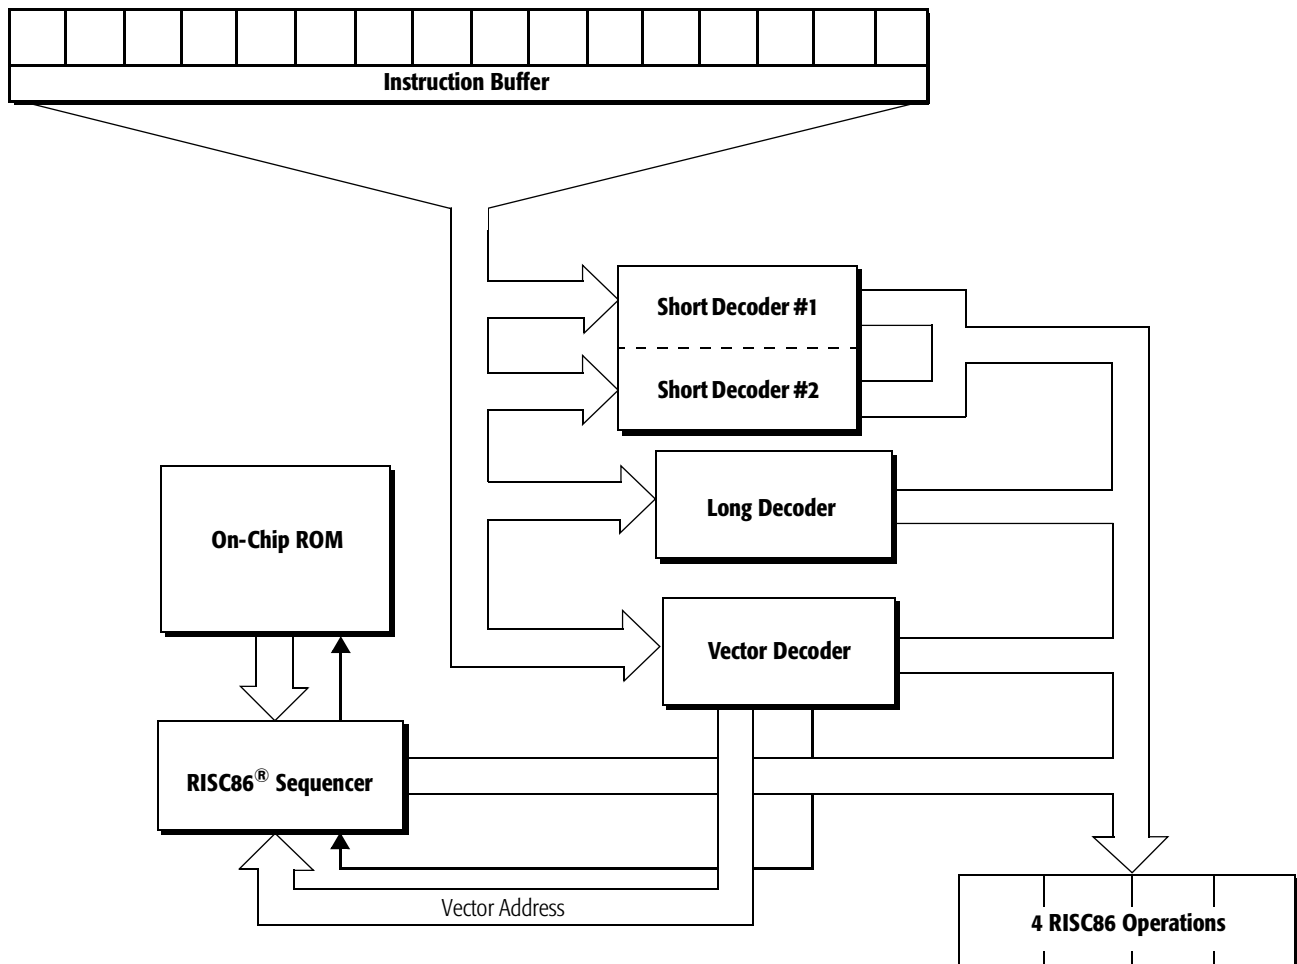 Instruction Buffer
Short Decoder #1
Short Decoder #2
Long Decoder
On-Chip ROM
Vector Decoder
RISC86® Sequencer
Vector Address
4 RISC86 Operations